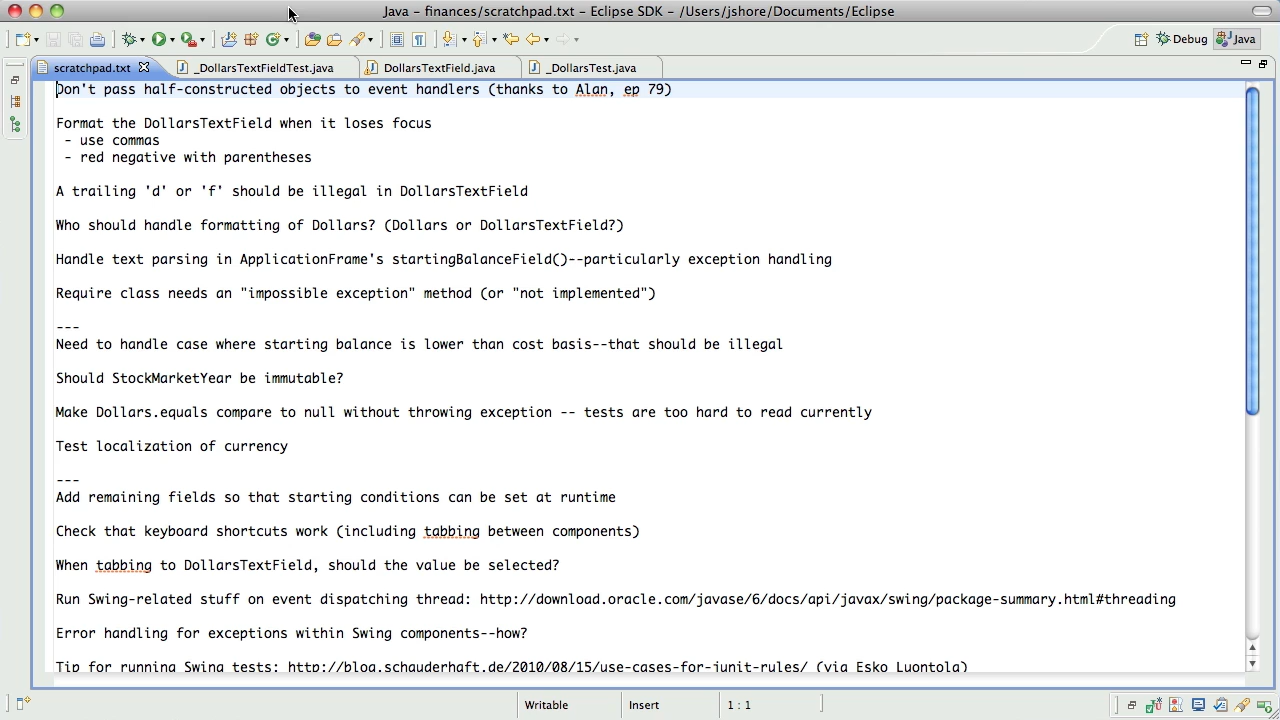 Java – finances/scratchpad.txt – Eclipse SDK – /Users/jshore/Documents/Eclipse
Debug
Java
scratchpad.txt
_DollarsTextFieldTest.java
DollarsTextField.java
_DollarsTest.java
Don't pass half-constructed objects to event handlers (thanks to Alan, ep 79)
Format the DollarsTextField when it loses focus
- use commas
- red negative with parentheses
A trailing 'd' or 'f' should be illegal in DollarsTextField
Who should handle formatting of Dollars? (Dollars or DollarsTextField?)
Handle text parsing in ApplicationFrame's startingBalanceField()--particularly exception handling
Require class needs an "impossible exception" method (or "not implemented")
---
Need to handle case where starting balance is lower than cost basis--that should be illegal
Should StockMarketYear be immutable?
Make Dollars.equals compare to null without throwing exception -- tests are too hard to read currently
Test localization of currency
---
Add remaining fields so that starting conditions can be set at runtime
Check that keyboard shortcuts work (including tabbing between components)
When tabbing to DollarsTextField, should the value be selected?
Run Swing-related stuff on event dispatching thread: http://download.oracle.com/javase/6/docs/api/javax/swing/package-summary.html#threading
Error handling for exceptions within Swing components--how?
Tip for running Swing tests: http://blog.schauderhaft.de/2010/08/15/use-cases-for-junit-rules/ (via Esko Luontola)
Writable
Insert
1 : 1